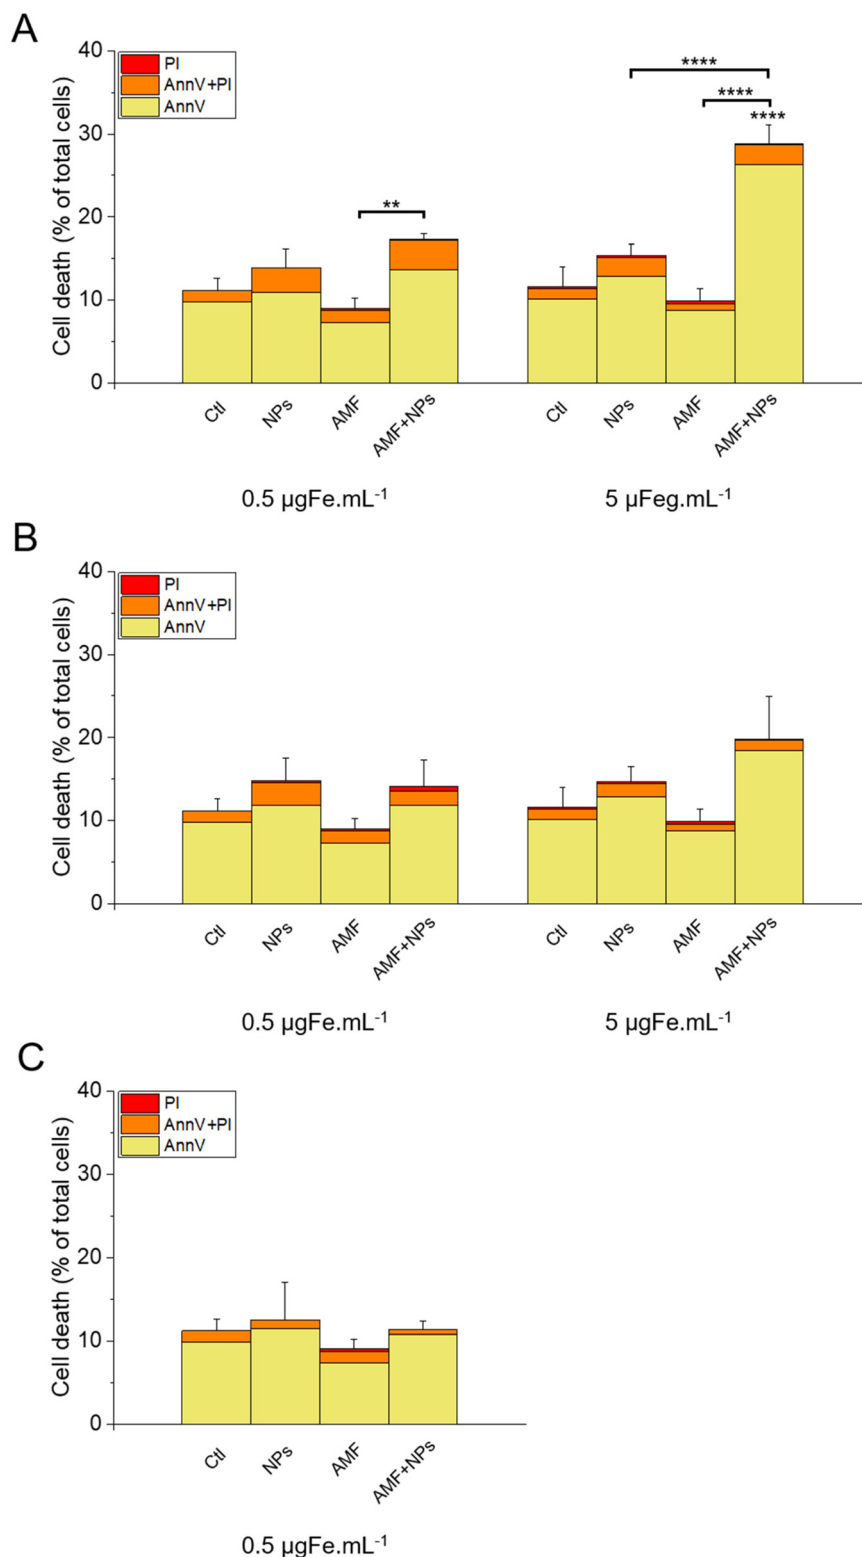 A
40
30
20
10
0
Cell death (% of total cells)
PI
AnnV+PI
AnnV
**
****
****
****
Ctl
NPs
AMF
AMF+NPs
Ctl
NPs
AMF
AMF+NPs
0.5 µgFe.mL⁻¹
5 µFeg.mL⁻¹
B
40
30
20
10
0
Cell death (% of total cells)
PI
AnnV+PI
AnnV
Ctl
NPs
AMF
AMF+NPs
Ctl
NPs
AMF
AMF+NPs
0.5 µgFe.mL⁻¹
5 µgFe.mL⁻¹
C
40
30
20
10
0
Cell death (% of total cells)
PI
AnnV+PI
AnnV
Ctl
NPs
AMF
AMF+NPs
0.5 µgFe.mL⁻¹